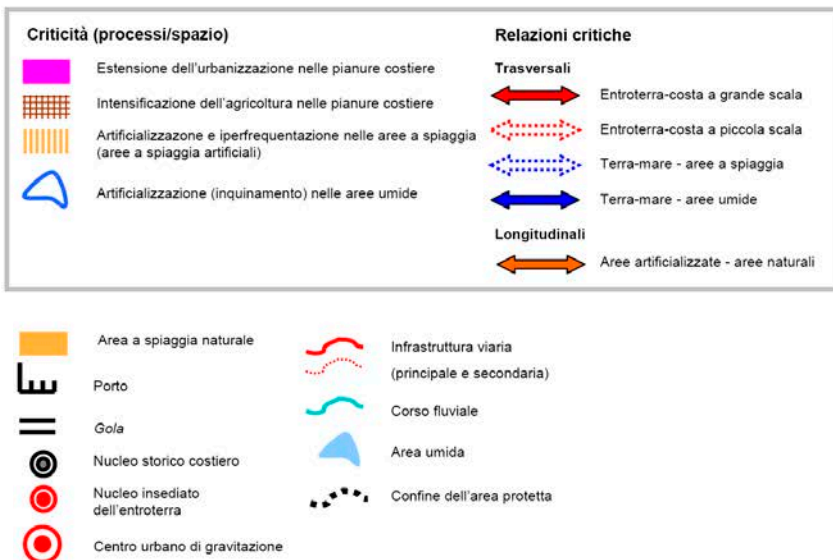 Criticità (processi/spazio)
Estensione dell'urbanizzazione nelle pianure costiere
Intensificazione dell'agricoltura nelle pianure costiere
Artificializzazone e iperfrequentazione nelle aree a spiaggia
(aree a spiaggia artificiali)
Artificializzazione (inquinamento) nelle aree umide
Relazioni critiche
Trasversali
Entroterra-costa a grande scala
Entroterra-costa a piccola scala
Terra-mare - aree a spiaggia
Terra-mare - aree umide
Longitudinali
Aree artificializzate - aree naturali
Area a spiaggia naturale
Porto
Gola
Nucleo storico costiero
Nucleo insediato
dell'entroterra
Centro urbano di gravitazione
Infrastruttura viaria
(principale e secondaria)
Corso fluviale
Area umida
Confine dell'area protetta